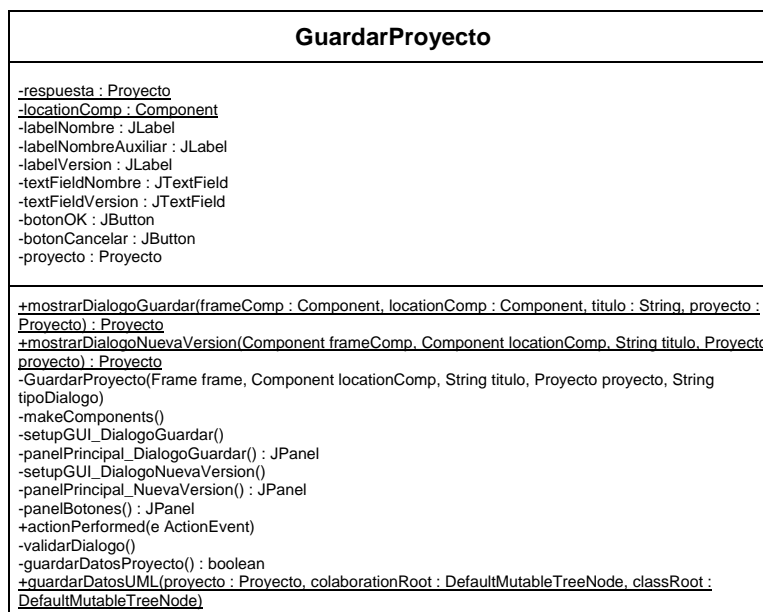 GuardarProyecto
-respuesta : Proyecto
-locationComp : Component
-labelNombre : JLabel
-labelNombreAuxiliar : JLabel
-labelVersion : JLabel
-textFieldNombre : JTextField
-textFieldVersion : JTextField
-botonOK : JButton
-botonCancelar : JButton
-proyecto : Proyecto
+mostrarDialogoGuardar(frameComp : Component, locationComp : Component, titulo : String, proyecto :
Proyecto) : Proyecto
+mostrarDialogoNuevaVersion(Component frameComp, Component locationComp, String titulo, Proyecto
proyecto) : Proyecto
-GuardarProyecto(Frame frame, Component locationComp, String titulo, Proyecto proyecto, String
tipoDialogo)
-makeComponents()
-setupGUI_DialogoGuardar()
-panelPrincipal_DialogoGuardar() : JPanel
-setupGUI_DialogoNuevaVersion()
-panelPrincipal_NuevaVersion() : JPanel
-panelBotones() : JPanel
+actionPerformed(e ActionEvent)
-validarDialogo()
-guardarDatosProyecto() : boolean
+guardarDatosUML(proyecto : Proyecto, colaborationRoot : DefaultMutableTreeNode, classRoot :
DefaultMutableTreeNode)